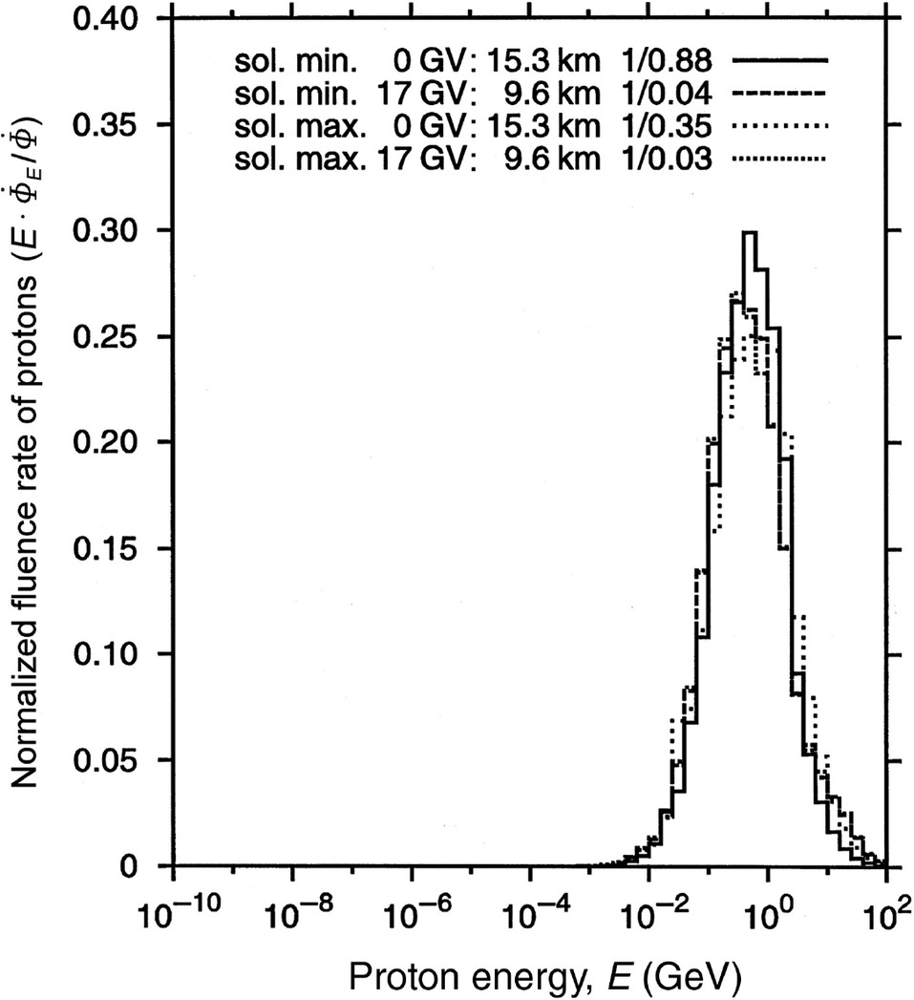 0.40
0.35
0.30
0.25
0.20
0.15
0.10
0.05
0
Normalized fluence rate of protons (E · Φ̇_E / Φ̇)
sol. min. 0 GV: 15.3 km 1/0.88
sol. min. 17 GV: 9.6 km 1/0.04
sol. max. 0 GV: 15.3 km 1/0.35
sol. max. 17 GV: 9.6 km 1/0.03
10⁻¹⁰ 10⁻⁸ 10⁻⁶ 10⁻⁴ 10⁻² 10⁰ 10²
Proton energy, E (GeV)